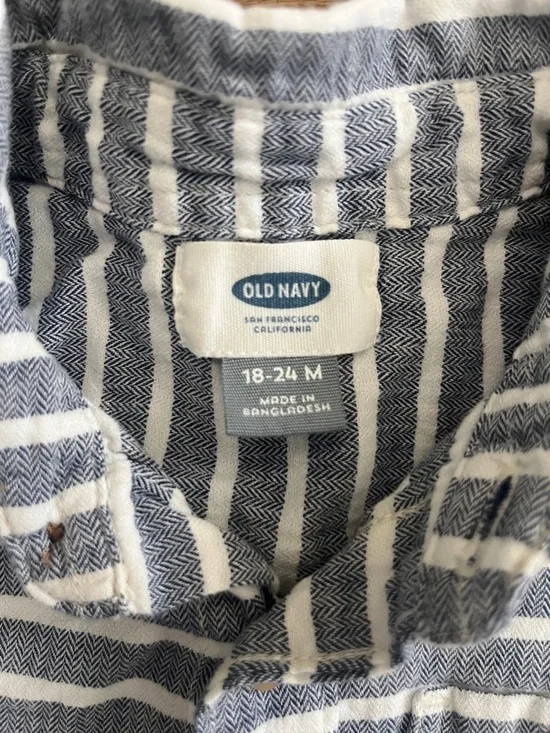 OLD NAVY
SAN FRANCISCO
CALIFORNIA
18-24 M
MADE IN
BANGLADESH